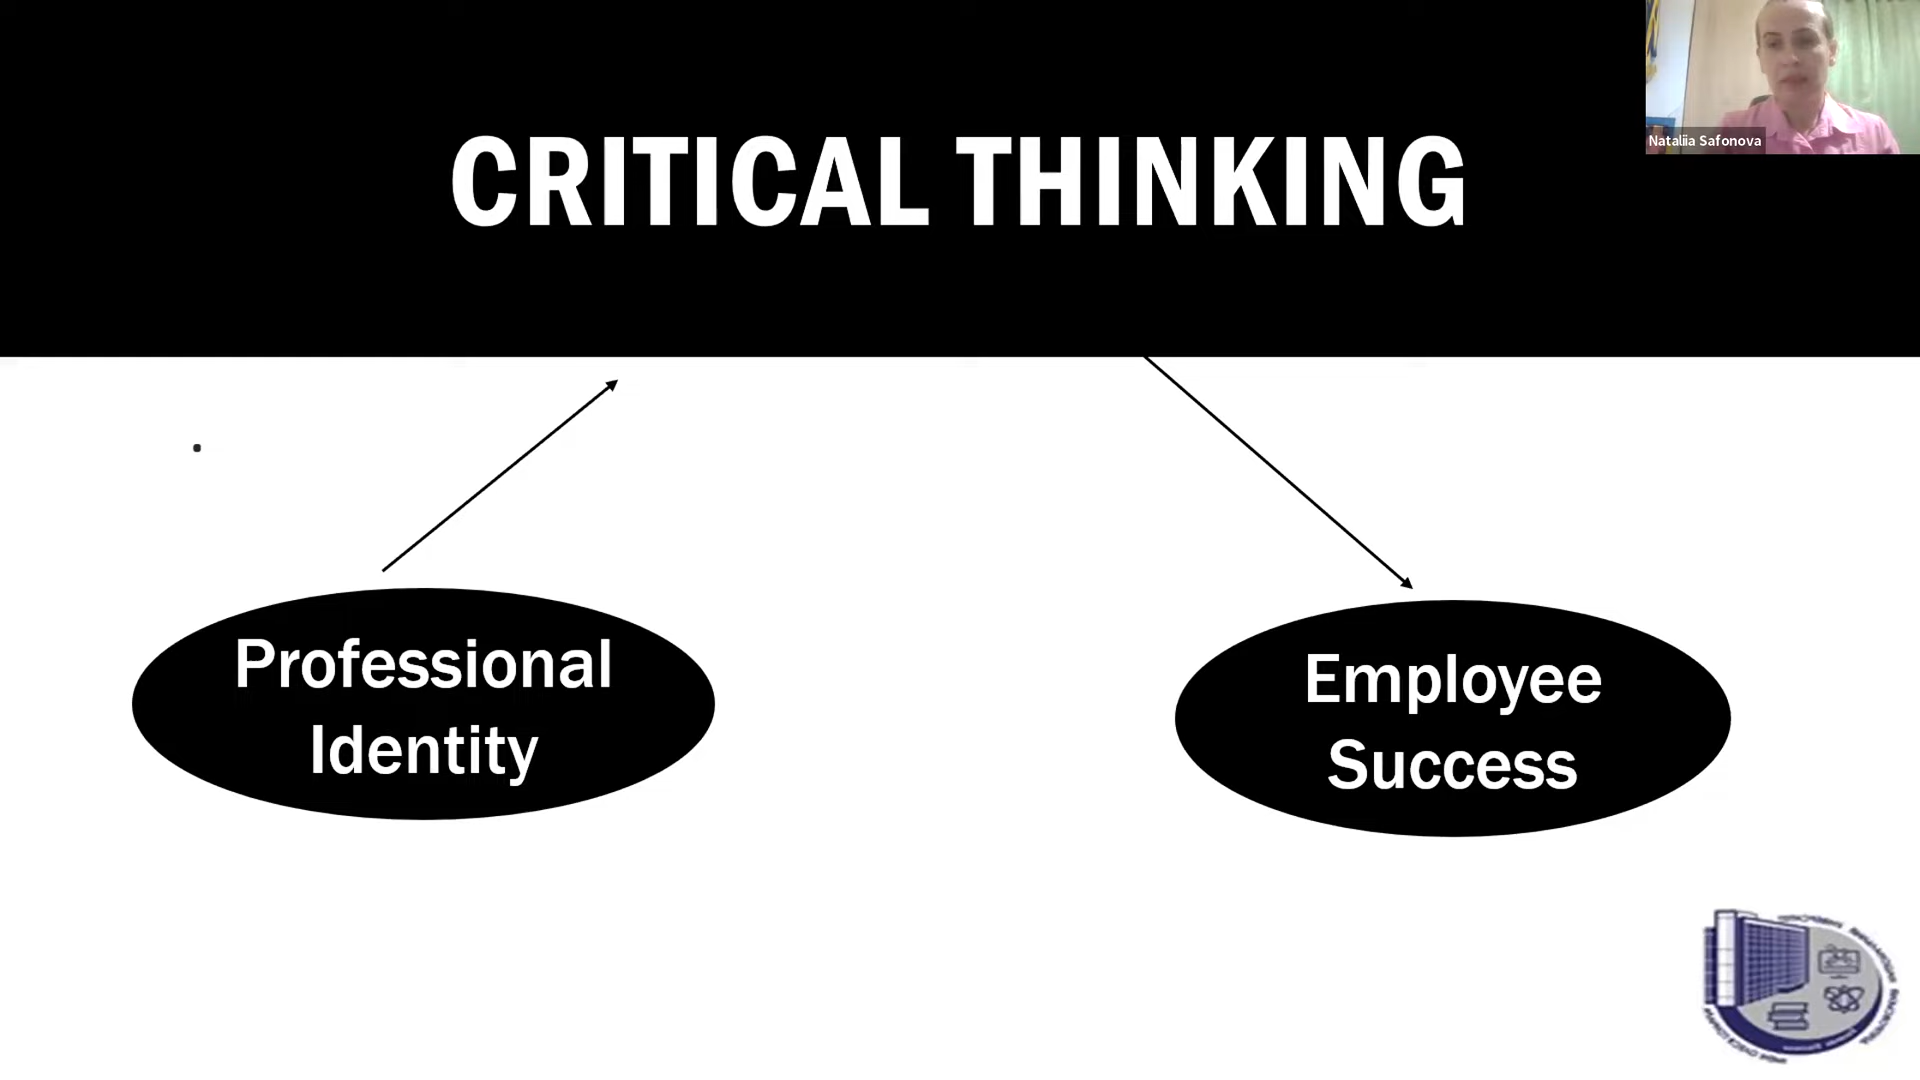 CRITICAL THINKING
Nataliia Safonova
Professional
Identity
Employee
Success